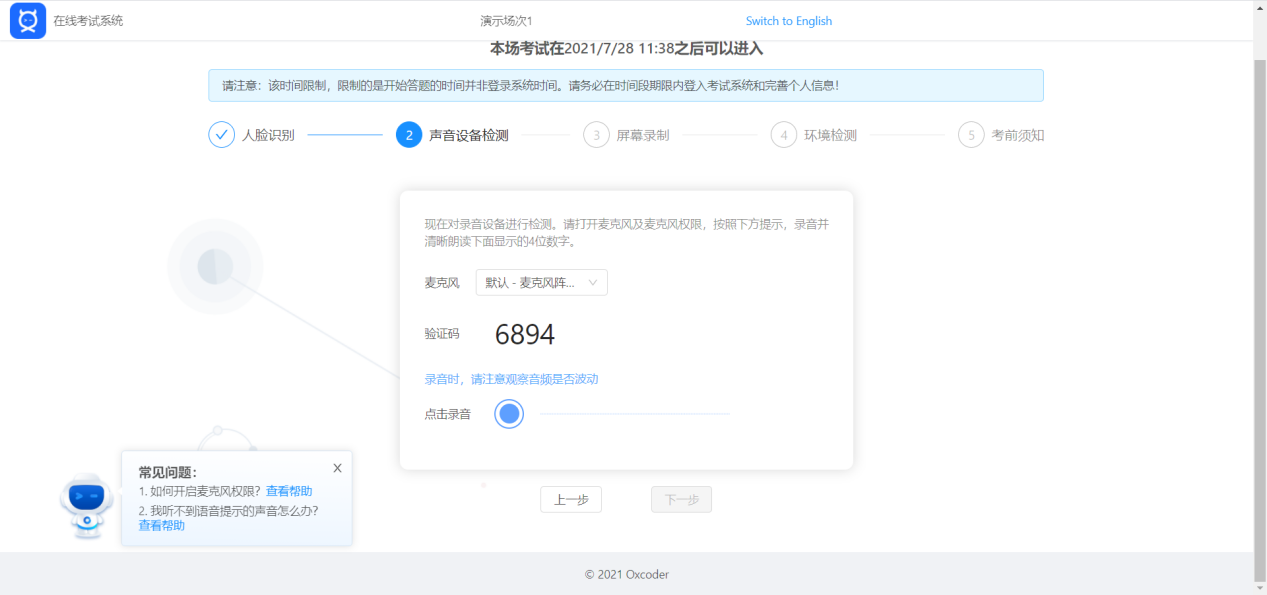 在线考试系统 演示场次1 Switch to English
本场考试在2021/7/28 11:38之后可以进入
请注意：该时间限制，限制的是开始答题的时间并非登录系统时间。请务必在时间段期限内登入考试系统和完善个人信息！
人脸识别 2 声音设备检测 3 屏幕录制 4 环境检测 5 考前须知
现在对录音设备进行检测。请打开麦克风及麦克风权限，按照下方提示，录音并
清晰朗读下面显示的4位数字。
麦克风 默认 - 麦克风阵...
验证码 6894
录音时，请注意观察音频是否波动
点击录音
常见问题： X
1. 如何开启麦克风权限？查看帮助
2. 我听不到语音提示的声音怎么办？
查看帮助
上一步 下一步
© 2021 Oxcoder